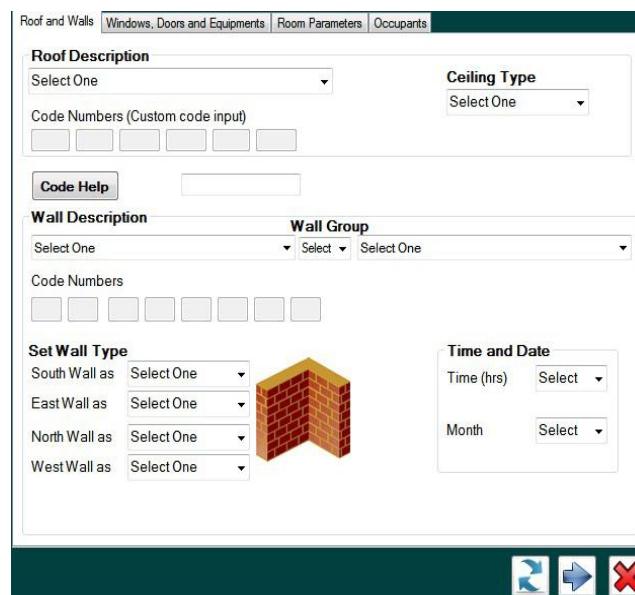 Roof and Walls Windows, Doors and Equipments Room Parameters Occupants
Roof Description
Select One
Ceiling Type
Select One
Code Numbers (Custom code input)
Code Help
Wall Description
Wall Group
Select One Select Select One
Code Numbers
Set Wall Type
South Wall as Select One
East Wall as Select One
North Wall as Select One
West Wall as Select One
Time and Date
Time (hrs) Select
Month Select